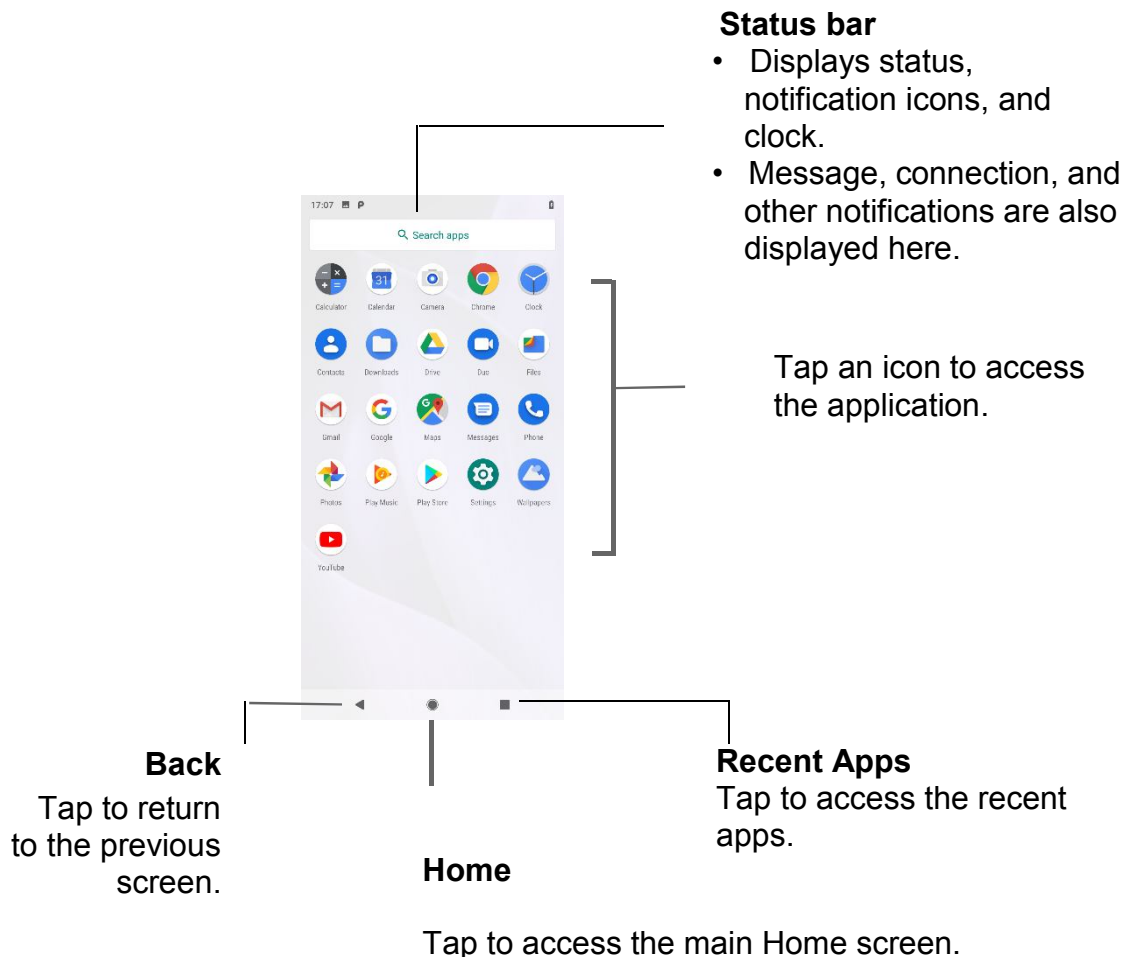 Status bar
• Displays status,
notification icons, and
clock.
• Message, connection, and
other notifications are also
displayed here.
17:07 P
Search apps
31
Calculator Calendar Camera Chrome Clock
Contacts Downloads Drive Duo Files
Gmail Google Maps Messages Phone
Photos Play Music Play Store Settings Wallpapers
YouTube
Tap an icon to access
the application.
Back
Tap to return
to the previous
screen.
Home
Tap to access the main Home screen.
Recent Apps
Tap to access the recent
apps.